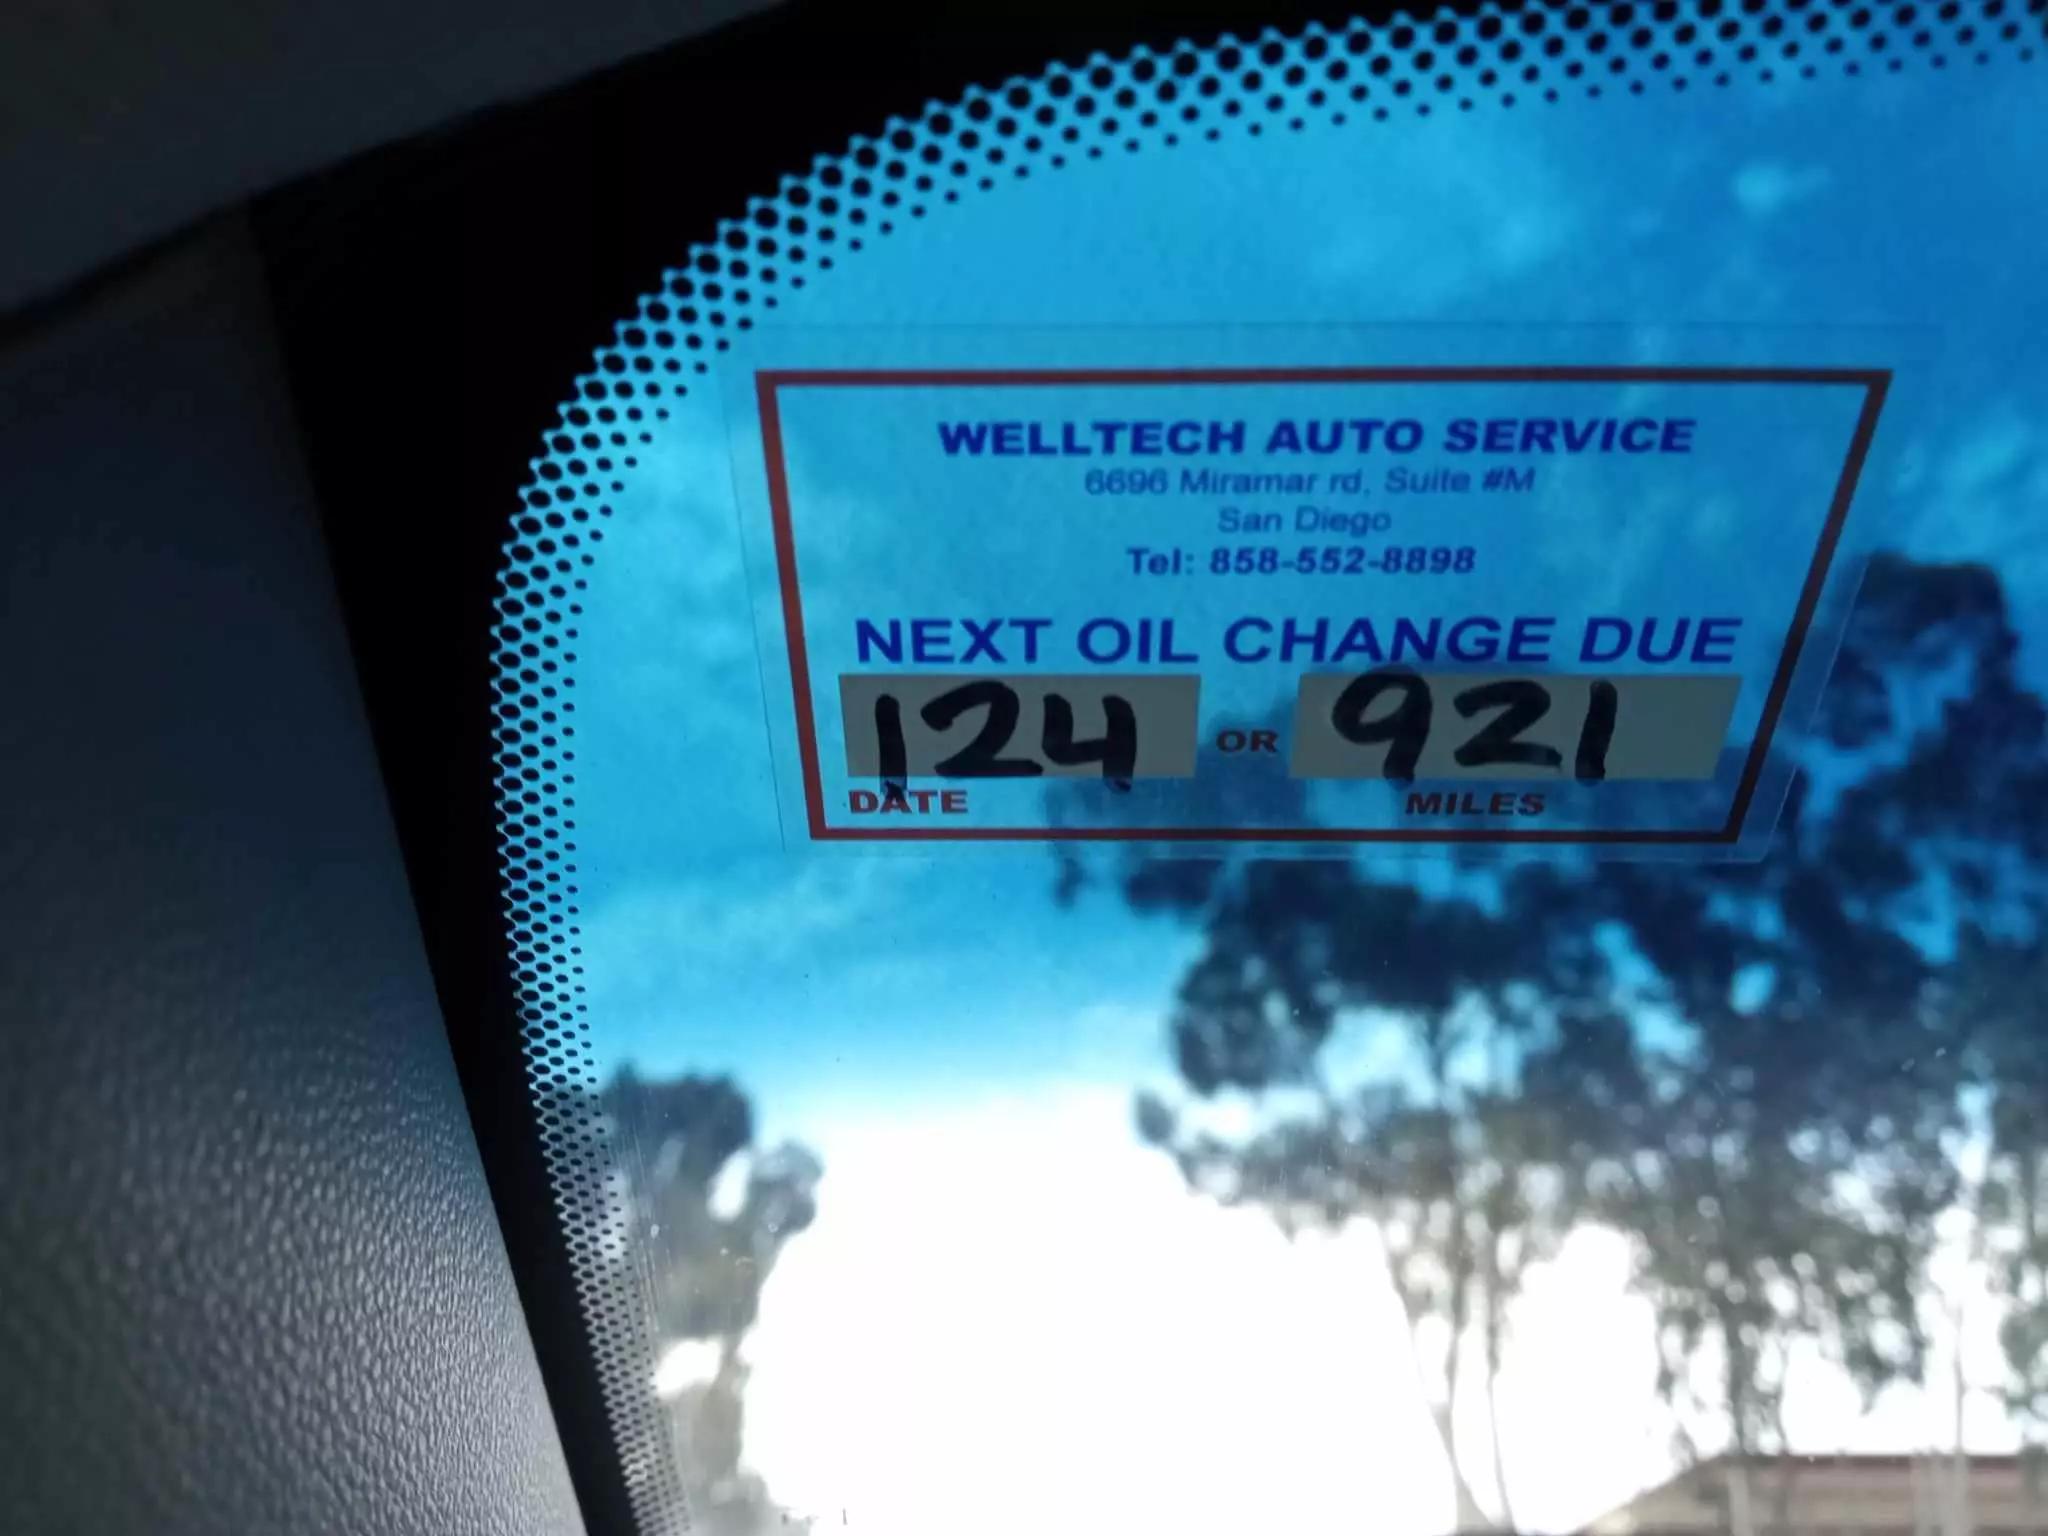 WELLTECH AUTO SERVICE
6696 Miramar rd, Suite #M
San Diego
Tel: 858-552-8898
NEXT OIL CHANGE DUE
124 OR 921
DATE MILES